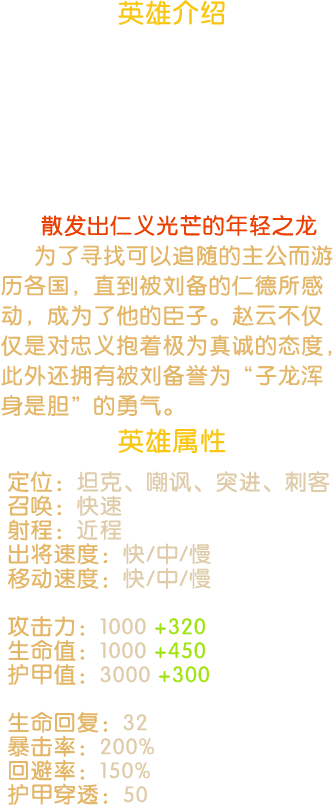 英雄介绍
散发出仁义光芒的年轻之龙
为了寻找可以追随的主公而游
历各国，直到被刘备的仁德所感
动，成为了他的臣子。赵云不仅
仅是对忠义抱着极为真诚的态度，
此外还拥有被刘备誉为“子龙浑
身是胆”的勇气。
英雄属性
定位：坦克、嘲讽、突进、刺客
召唤：快速
射程：近程
出将速度：快/中/慢
移动速度：快/中/慢
攻击力：1000 +320
生命值：1000 +450
护甲值：3000 +300
生命回复：32
暴击率：200%
回避率：150%
护甲穿透：50